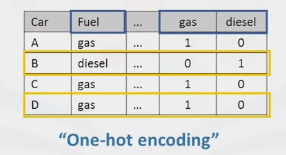 Car Fuel ... gas diesel
A gas ... 1 0
B diesel ... 0 1
C gas ... 1 0
D gas ... 1 0
“One-hot encoding”